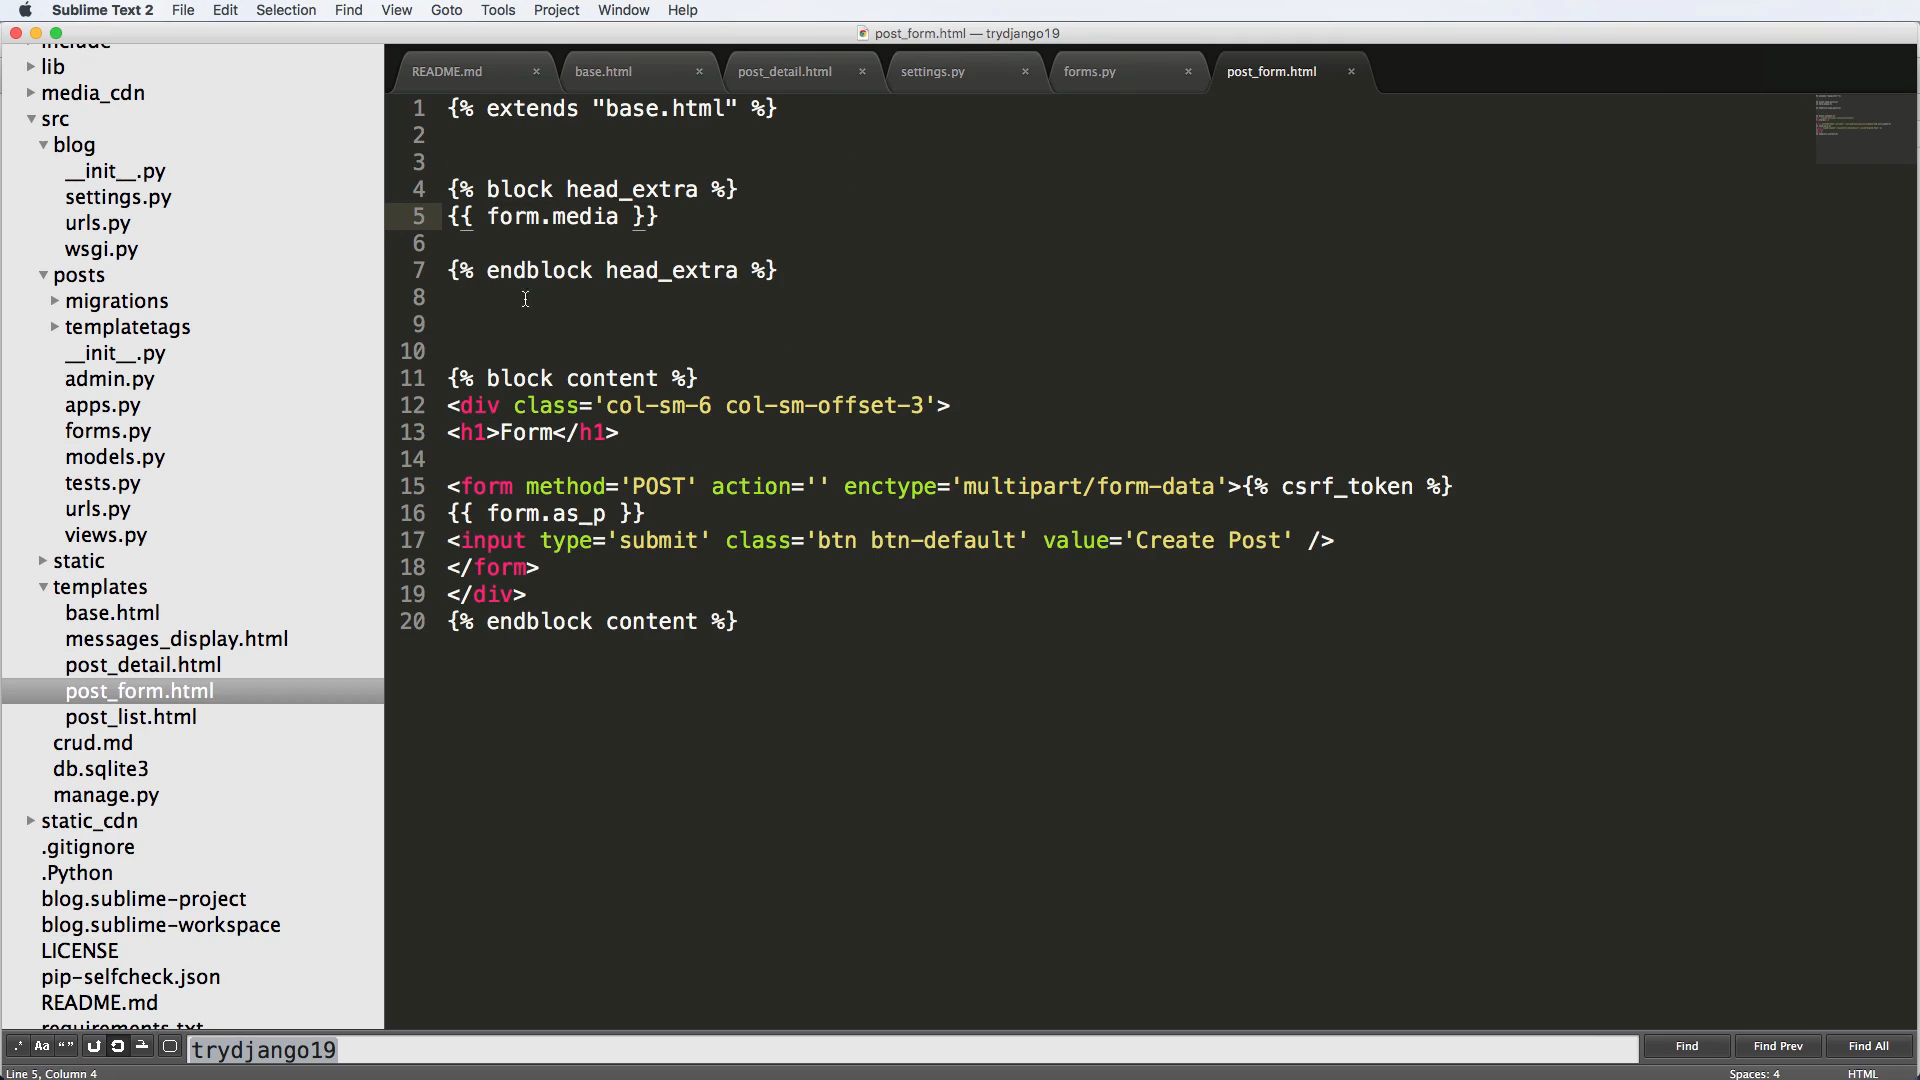 Sublime Text 2 File Edit Selection Find View Goto Tools Project Window Help
post_form.html — trydjango19
include
lib
media_cdn
src
blog
__init__.py
settings.py
urls.py
wsgi.py
posts
migrations
templatetags
__init__.py
admin.py
apps.py
forms.py
models.py
tests.py
urls.py
views.py
static
templates
base.html
messages_display.html
post_detail.html
post_form.html
post_list.html
crud.md
db.sqlite3
manage.py
static_cdn
.gitignore
.Python
blog.sublime-project
blog.sublime-workspace
LICENSE
pip-selfcheck.json
README.md
requirements.txt
README.md × base.html × post_detail.html × settings.py × forms.py × post_form.html ×
1 {% extends "base.html" %}
2
3
4 {% block head_extra %}
5 {{ form.media }}
6
7 {% endblock head_extra %}
8
9
10
11 {% block content %}
12 <div class='col-sm-6 col-sm-offset-3'>
13 <h1>Form</h1>
14
15 <form method='POST' action='' enctype='multipart/form-data'>{% csrf_token %}
16 {{ form.as_p }}
17 <input type='submit' class='btn btn-default' value='Create Post' />
18 </form>
19 </div>
20 {% endblock content %}
.* Aa “” trydjango19 Find Find Prev Find All
Line 5, Column 4 Spaces: 4 HTML